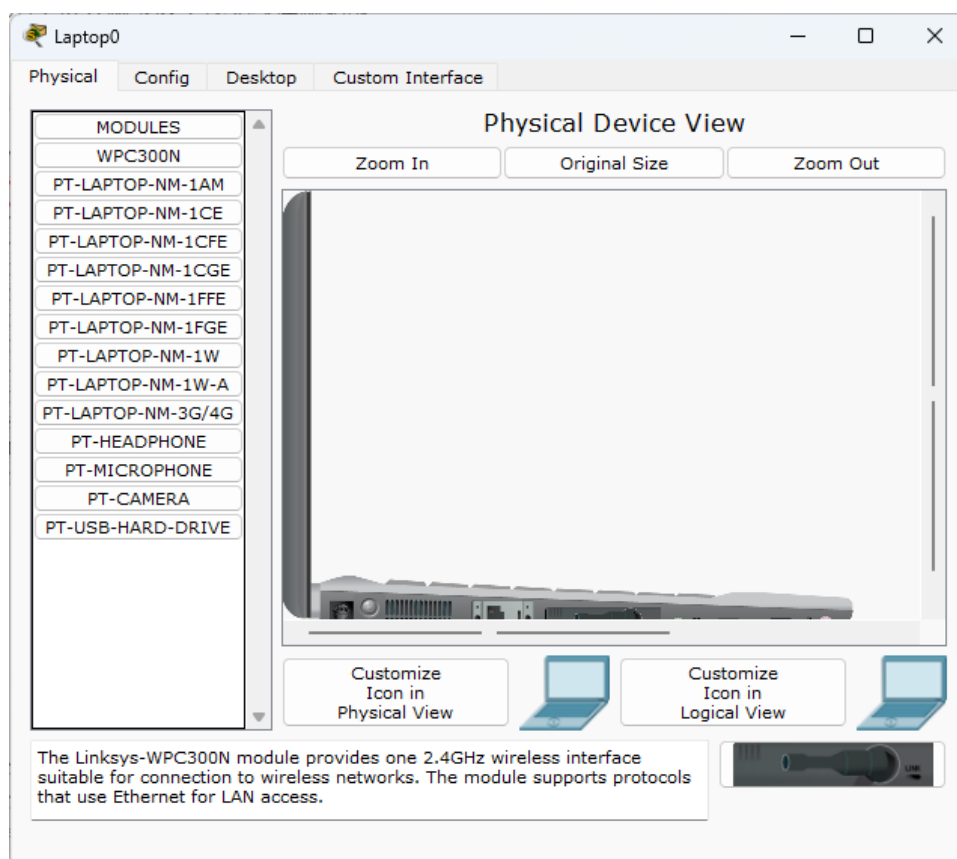 Laptop0
Physical
Config
Desktop
Custom Interface
MODULES
WPC300N
PT-LAPTOP-NM-1AM
PT-LAPTOP-NM-1CE
PT-LAPTOP-NM-1CFE
PT-LAPTOP-NM-1CGE
PT-LAPTOP-NM-1FFE
PT-LAPTOP-NM-1FGE
PT-LAPTOP-NM-1W
PT-LAPTOP-NM-1W-A
PT-LAPTOP-NM-3G/4G
PT-HEADPHONE
PT-MICROPHONE
PT-CAMERA
PT-USB-HARD-DRIVE
Physical Device View
Zoom In
Original Size
Zoom Out
Customize
Icon in
Physical View
Customize
Icon in
Logical View
The Linksys-WPC300N module provides one 2.4GHz wireless interface
suitable for connection to wireless networks. The module supports protocols
that use Ethernet for LAN access.
LINK